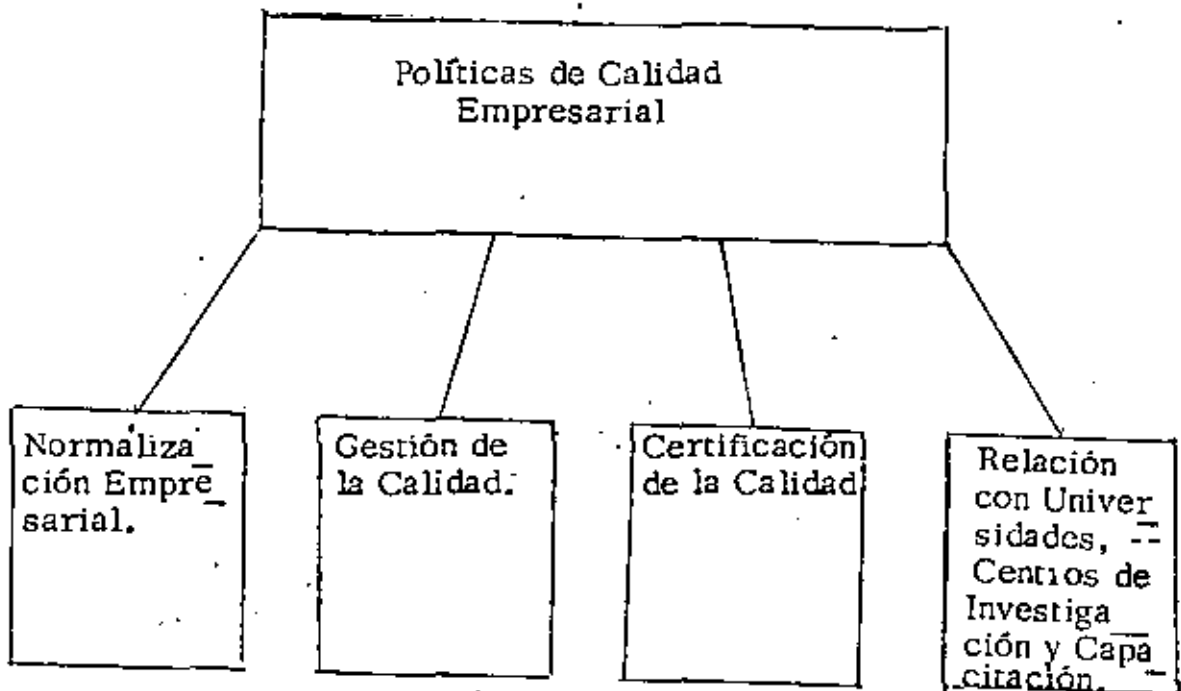 Políticas de Calidad
Empresarial
Normaliza
ción Empre
sarial.
Gestión de
la Calidad.
Certificación
de la Calidad
Relación
con Univer
sidades, --
Centros de
Investiga
ción y Capa
citación.